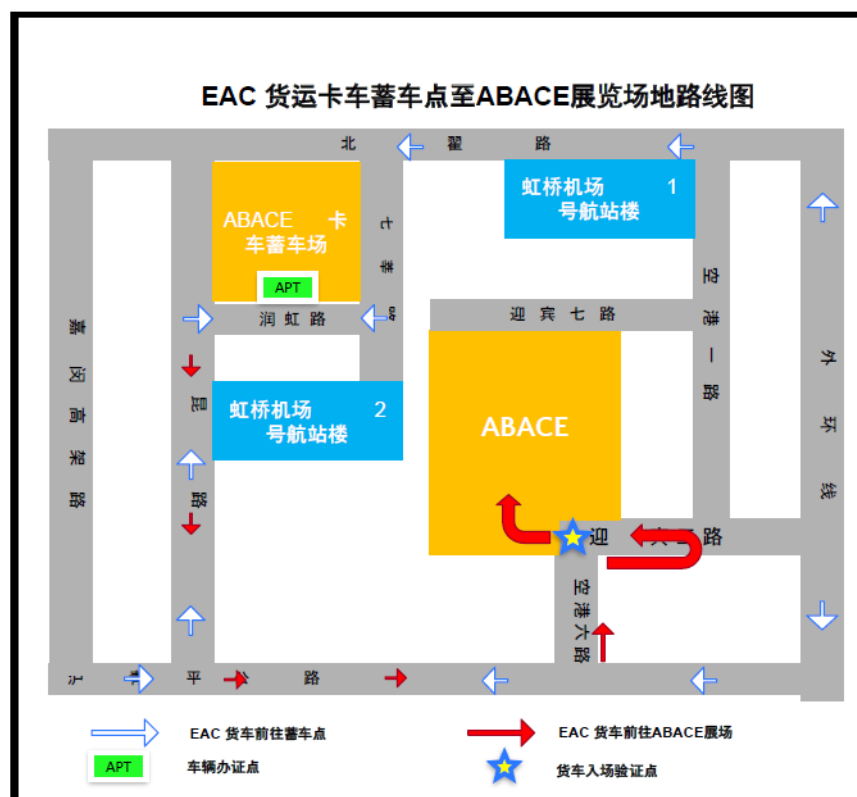 EAC 货运卡车蓄车点至ABACE展览场地路线图
北 翟 路
虹桥机场 1
号航站楼
ABACE 卡
车蓄车场
APT
七 莘
润虹路
迎宾七路
空港一路
外环线
嘉闵高架路
昆
路
虹桥机场 2
号航站楼
ABACE
迎
路
空港六路
平
路
EAC 货车前往蓄车点
EAC 货车前往ABACE展场
APT
车辆办证点
货车入场验证点